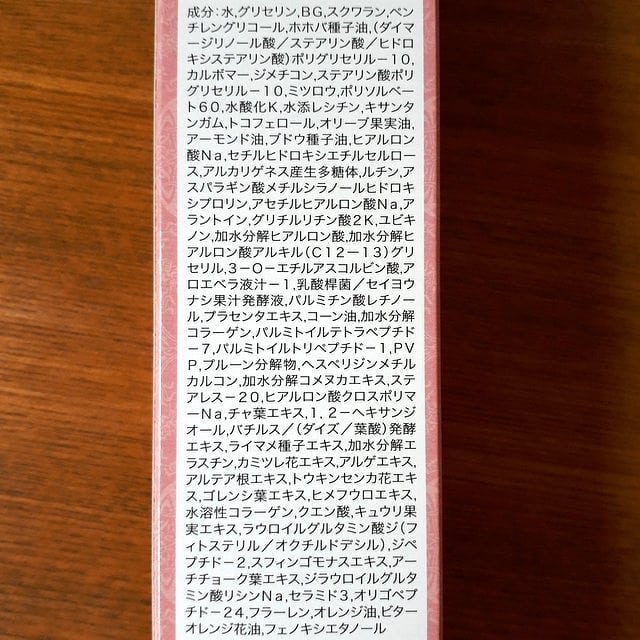 成分：水,グリセリン,BG,スクワラン,ペン
チレングリコール,ホホバ種子油,(ダイマ
ージリノール酸／ステアリン酸／ヒドロ
キシステアリン酸)ポリグリセリル－10,
カルボマー,ジメチコン,ステアリン酸ポリ
グリセリル－10,ミツロウ,ポリソルベー
ト60,水酸化K,水添レシチン,キサンタ
ンガム,トコフェロール,オリーブ果実油,
アーモンド油,ブドウ種子油,ヒアルロン
酸Na,セチルヒドロキシエチルセルロー
ス,アルカリゲネス産生多糖体,ルチン,ア
スパラギン酸メチルシラノールヒドロキ
シプロリン,アセチルヒアルロン酸Na,ア
ラントイン,グリチルリチン酸2K,ユビキ
ノン,加水分解ヒアルロン酸,加水分解ヒ
アルロン酸アルキル(C12－13)グリ
セリル,3－O－エチルアスコルビン酸,ア
ロエベラ液汁－1,乳酸桿菌／セイヨウ
ナシ果汁発酵液,パルミチン酸レチノー
ル,プラセンタエキス,コーン油,加水分解
コラーゲン,パルミトイルテトラペプチド
－7,パルミトイルトリペプチド－1,PV
P,プルーン分解物,ヘスペリジンメチル
カルコン,加水分解コメヌカエキス,ステ
アレス－20,ヒアルロン酸クロスポリマ
ーNa,チャ葉エキス,1,2－ヘキサンジ
オール,バチルス／(ダイズ／葉酸)発酵
エキス,ライマメ種子エキス,加水分解エ
ラスチン,カミツレ花エキス,アルゲエキス,
アルテア根エキス,トウキンセンカ花エキ
ス,ゴレンシ葉エキス,ヒメフウロエキス,
水溶性コラーゲン,クエン酸,キュウリ果
実エキス,ラウロイルグルタミン酸ジ(フ
ィトステリル／オクチルドデシル),ジペ
プチド－2,スフィンゴモナスエキス,アー
チチョーク葉エキス,ジラウロイルグルタ
ミン酸リシンNa,セラミド3,オリゴペプ
チド－24,フラーレン,オレンジ油,ビター
オレンジ花油,フェノキシエタノール